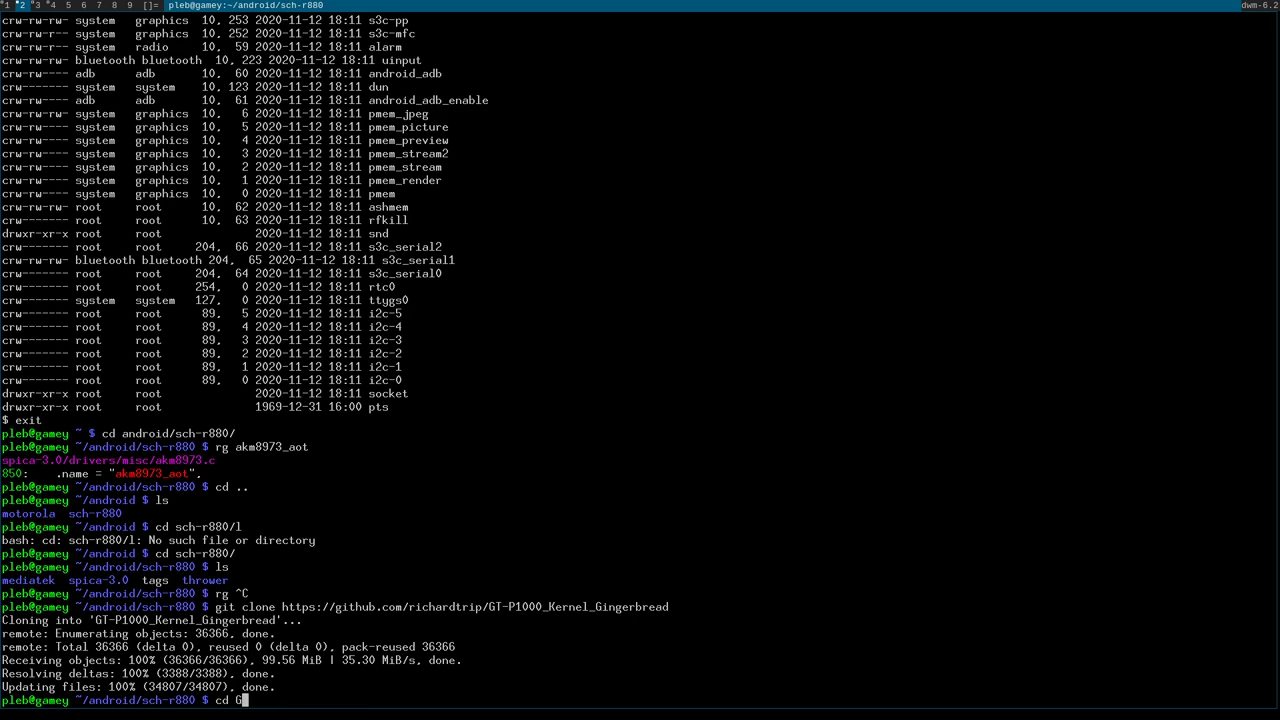 1 2 3 4 5 6 7 8 9 []= pleb@gamey:~/android/sch-r880 dwm-6.2
crw-rw-rw- system   graphics  10, 253 2020-11-12 18:11 s3c-pp
crw-rw-rw- system   graphics  10, 252 2020-11-12 18:11 s3c-mfc
crw-rw-r-- system   radio     10,  59 2020-11-12 18:11 alarm
crw-rw-rw- bluetooth bluetooth  10, 223 2020-11-12 18:11 uinput
crw-rw---- adb      adb       10,  60 2020-11-12 18:11 android_adb
crw------- system   system    10, 123 2020-11-12 18:11 dun
crw-rw---- adb      adb       10,  61 2020-11-12 18:11 android_adb_enable
crw-rw-rw- system   graphics  10,   6 2020-11-12 18:11 pmem_jpeg
crw-rw---- system   graphics  10,   5 2020-11-12 18:11 pmem_picture
crw-rw---- system   graphics  10,   4 2020-11-12 18:11 pmem_preview
crw-rw---- system   graphics  10,   3 2020-11-12 18:11 pmem_stream2
crw-rw---- system   graphics  10,   2 2020-11-12 18:11 pmem_stream
crw-rw---- system   graphics  10,   1 2020-11-12 18:11 pmem_render
crw-rw---- system   graphics  10,   0 2020-11-12 18:11 pmem
crw-rw-rw- root     root      10,  62 2020-11-12 18:11 ashmem
crw------- root     root      10,  63 2020-11-12 18:11 rfkill
drwxr-xr-x root     root              2020-11-12 18:11 snd
crw------- root     root     204,  66 2020-11-12 18:11 s3c_serial2
crw-rw-rw- bluetooth bluetooth 204,  65 2020-11-12 18:11 s3c_serial1
crw------- root     root     204,  64 2020-11-12 18:11 s3c_serial0
crw------- root     root     254,   0 2020-11-12 18:11 rtc0
crw------- system   system   127,   0 2020-11-12 18:11 ttygs0
crw------- root     root      89,   5 2020-11-12 18:11 i2c-5
crw------- root     root      89,   4 2020-11-12 18:11 i2c-4
crw------- root     root      89,   3 2020-11-12 18:11 i2c-3
crw------- root     root      89,   2 2020-11-12 18:11 i2c-2
crw------- root     root      89,   1 2020-11-12 18:11 i2c-1
crw------- root     root      89,   0 2020-11-12 18:11 i2c-0
drwxr-xr-x root     root              2020-11-12 18:11 socket
drwxr-xr-x root     root              1969-12-31 16:00 pts
$ exit
pleb@gamey ~ $ cd android/sch-r880/
pleb@gamey ~/android/sch-r880 $ rg akm8973_aot
spica-3.0/drivers/misc/akm8973.c
850:    .name = "akm8973_aot",
pleb@gamey ~/android/sch-r880 $ cd ..
pleb@gamey ~/android $ ls
motorola  sch-r880
pleb@gamey ~/android $ cd sch-r880/l
bash: cd: sch-r880/l: No such file or directory
pleb@gamey ~/android $ cd sch-r880/
pleb@gamey ~/android/sch-r880 $ ls
mediatek  spica-3.0  tags  thrower
pleb@gamey ~/android/sch-r880 $ rg ^C
pleb@gamey ~/android/sch-r880 $ git clone https://github.com/richardtrip/GT-P1000_Kernel_Gingerbread
Cloning into 'GT-P1000_Kernel_Gingerbread'...
remote: Enumerating objects: 36366, done.
remote: Total 36366 (delta 0), reused 0 (delta 0), pack-reused 36366
Receiving objects: 100% (36366/36366), 99.56 MiB | 35.30 MiB/s, done.
Resolving deltas: 100% (3388/3388), done.
Updating files: 100% (34807/34807), done.
pleb@gamey ~/android/sch-r880 $ cd G